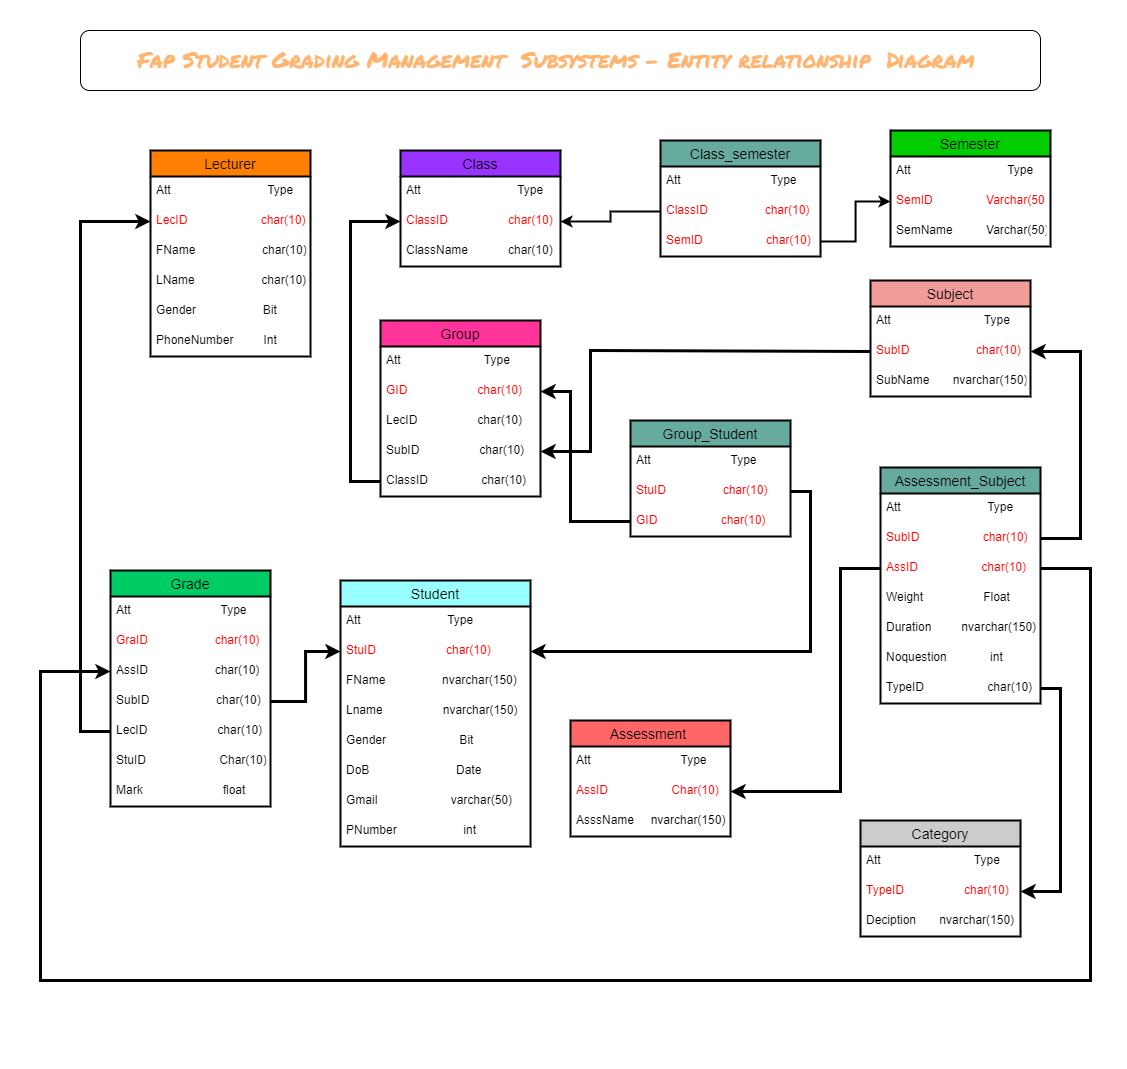 Fap Student Grading Management Subsystems - Entity relationship Diagram
Lecturer
Att Type
LecID char(10)
FName char(10)
LName char(10)
Gender Bit
PhoneNumber Int
Class
Att Type
ClassID char(10)
ClassName char(10)
Class_semester
Att Type
ClassID char(10)
SemID char(10)
Semester
Att Type
SemID Varchar(50
SemName Varchar(50)
Subject
Att Type
SubID char(10)
SubName nvarchar(150)
Group
Att Type
GID char(10)
LecID char(10)
SubID char(10)
ClassID char(10)
Group_Student
Att Type
StuID char(10)
GID char(10)
Assessment_Subject
Att Type
SubID char(10)
AssID char(10)
Weight Float
Duration nvarchar(150)
Noquestion int
TypeID char(10)
Grade
Att Type
GraID char(10)
AssID char(10)
SubID char(10)
LecID char(10)
StuID Char(10)
Mark float
Student
Att Type
StuID char(10)
FName nvarchar(150)
Lname nvarchar(150)
Gender Bit
DoB Date
Gmail varchar(50)
PNumber int
Assessment
Att Type
AssID Char(10)
AsssName nvarchar(150)
Category
Att Type
TypeID char(10)
Deciption nvarchar(150)